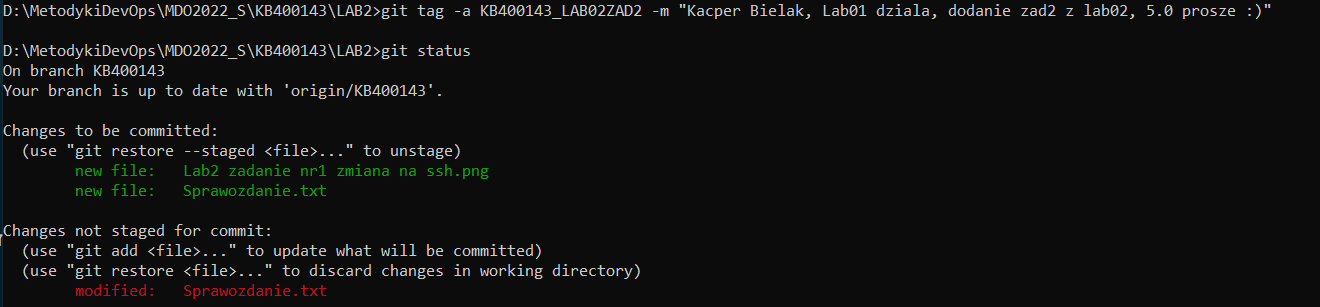 D:\MetodykiDevOps\MDO2022_S\KB400143\LAB2>git tag -a KB400143_LAB02ZAD2 -m "Kacper Bielak, Lab01 dziala, dodanie zad2 z lab02, 5.0 prosze :)"
D:\MetodykiDevOps\MDO2022_S\KB400143\LAB2>git status
On branch KB400143
Your branch is up to date with 'origin/KB400143'.
Changes to be committed:
(use "git restore --staged <file>..." to unstage)
new file: Lab2 zadanie nr1 zmiana na ssh.png
new file: Sprawozdanie.txt
Changes not staged for commit:
(use "git add <file>..." to update what will be committed)
(use "git restore <file>..." to discard changes in working directory)
modified: Sprawozdanie.txt